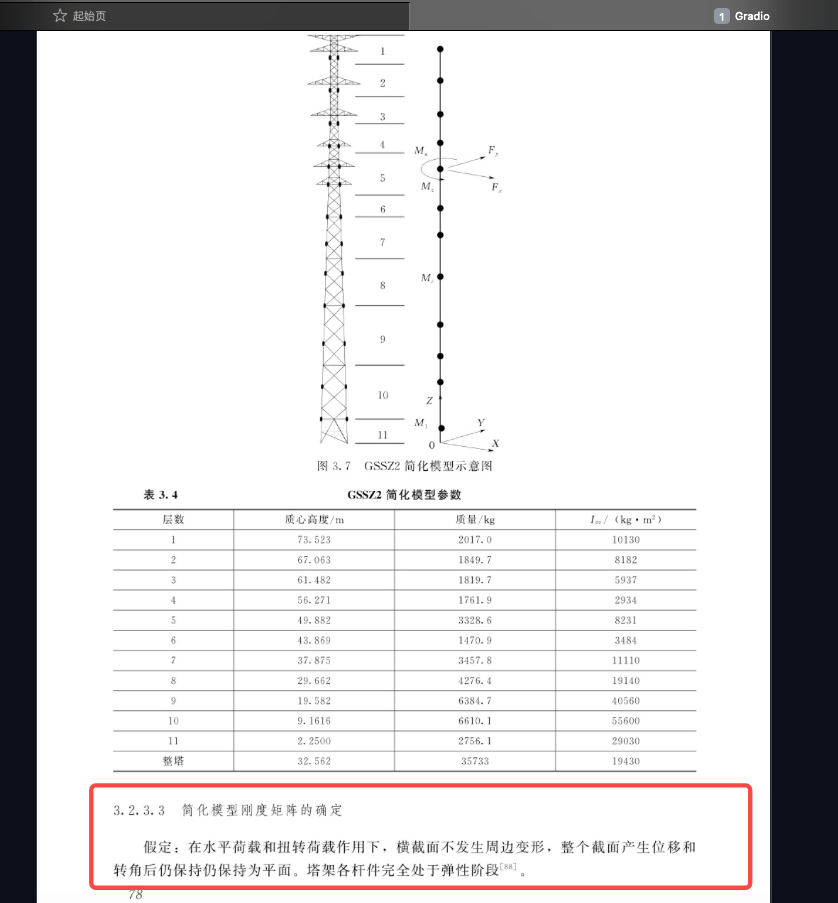 起始页
1 Gradio
1
2
3
4
5
6
7
8
9
10
11
Mₙ
F_y
M_z
Fₓ
Mᵢ
Z
M₁
Y
0
X
图 3.7 GSSZ2 简化模型示意图
表 3.4 GSSZ2 简化模型参数
层数 质心高度/m 质量/kg I_zz/(kg·m²)
1 73.523 2017.0 10130
2 67.063 1849.7 8182
3 61.482 1819.7 5937
4 56.271 1761.9 2934
5 49.882 3328.6 8231
6 43.869 1470.9 3484
7 37.875 3457.8 11110
8 29.662 4276.4 19140
9 19.582 6384.7 40560
10 9.1616 6610.1 55600
11 2.2500 2756.1 29030
整塔 32.562 35733 19430
3.2.3.3 简化模型刚度矩阵的确定
假定：在水平荷载和扭转荷载作用下，横截面不发生周边变形，整个截面产生位移和
转角后仍保持仍保持为平面。塔架各杆件完全处于弹性阶段[88]。
78